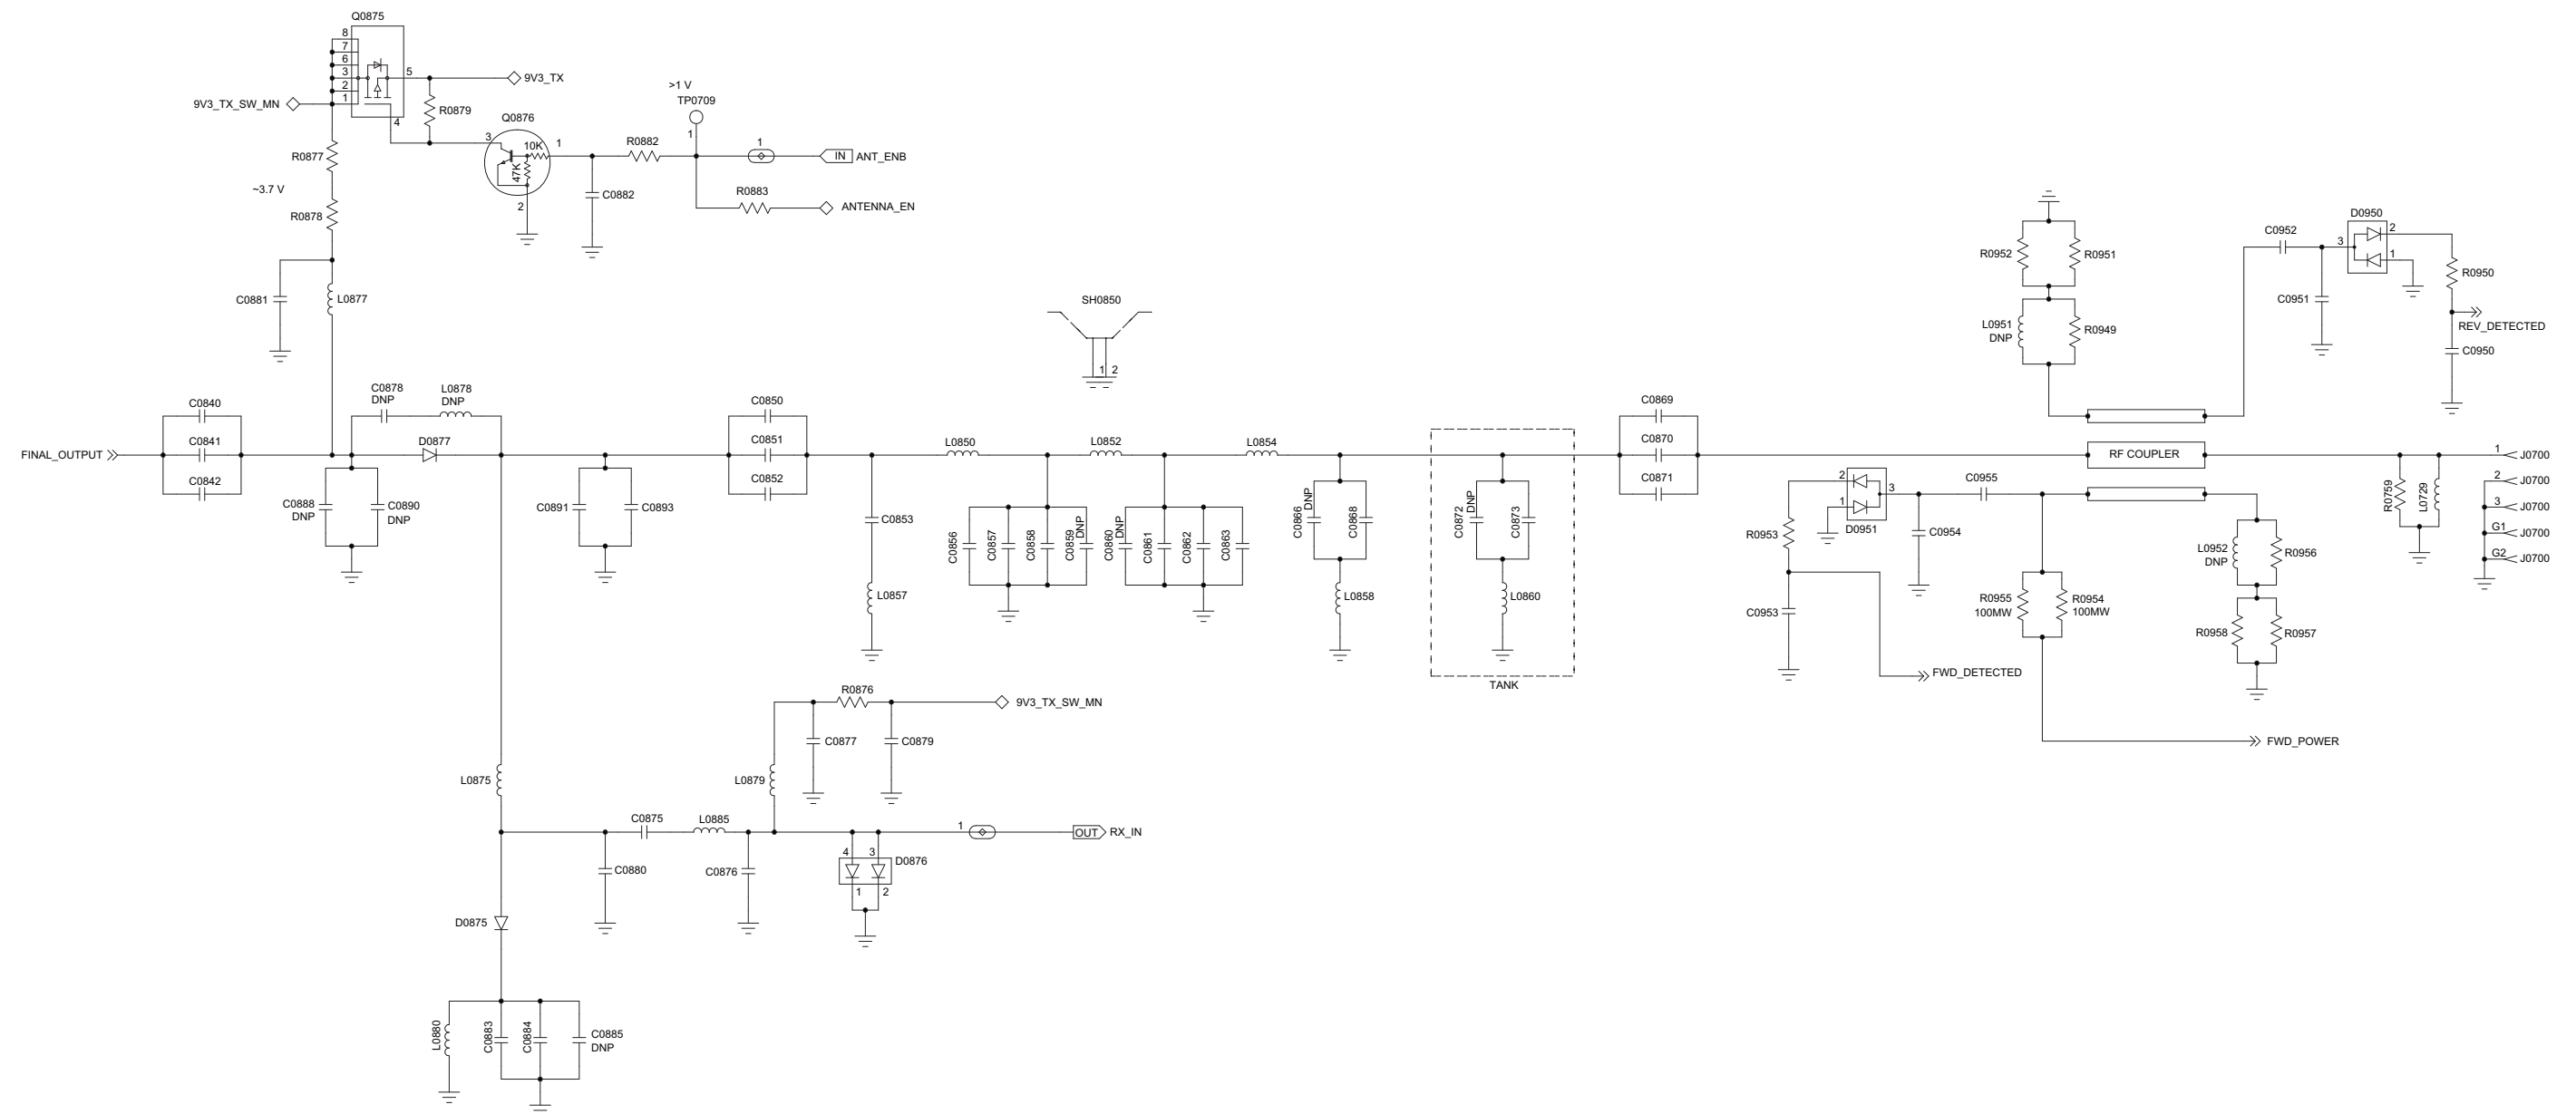 Q0875
8
7
6
3
2
1
5
4
9V3_TX
9V3_TX_SW_MN
R0879
Q0876
3
10K
1
47K
2
R0877
~3.7 V
R0878
C0881
L0877
R0882
C0882
>1 V
TP0709
1
1
IN ANT_ENB
R0883
ANTENNA_EN
SH0850
1 2
FINAL_OUTPUT
C0840
C0841
C0842
C0878
DNP
L0878
DNP
D0877
C0888
DNP
C0890
DNP
C0891
C0893
C0850
C0851
C0852
C0853
L0857
L0850
C0856
C0857
C0858
C0859
DNP
L0852
C0860
DNP
C0861
C0862
C0863
L0854
C0866
DNP
C0868
L0858
C0872
DNP
C0873
L0860
TANK
C0869
C0870
C0871
R0952
R0951
L0951
DNP
R0949
C0952
C0951
D0950
3
2
1
R0950
REV_DETECTED
C0950
RF COUPLER
2
1
3
D0951
C0955
C0954
R0953
C0953
FWD_DETECTED
R0955
100MW
R0954
100MW
FWD_POWER
L0952
DNP
R0956
R0958
R0957
R0759
L0729
1 J0700
2 J0700
3 J0700
G1 J0700
G2 J0700
L0875
R0876
9V3_TX_SW_MN
C0877
C0879
L0879
C0875
L0885
C0880
C0876
4
3
D0876
1
2
1
OUT RX_IN
D0875
L0880
C0883
C0884
C0885
DNP